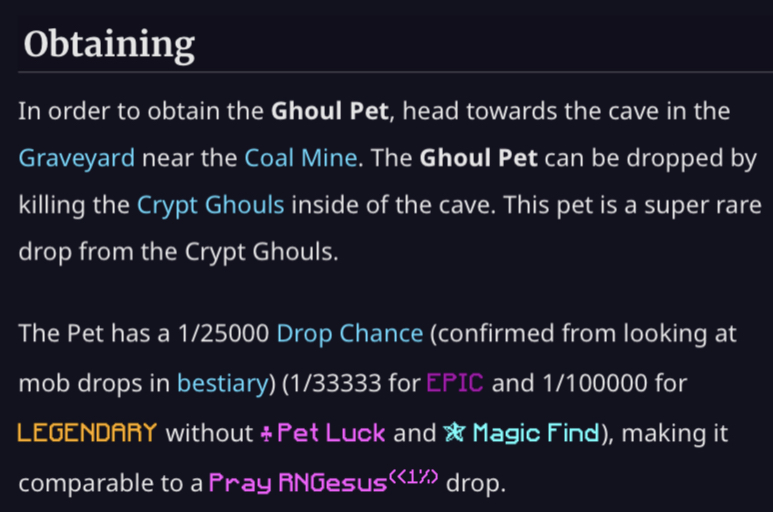 Obtaining
In order to obtain the Ghoul Pet, head towards the cave in the
Graveyard near the Coal Mine. The Ghoul Pet can be dropped by
killing the Crypt Ghouls inside of the cave. This pet is a super rare
drop from the Crypt Ghouls.
The Pet has a 1/25000 Drop Chance (confirmed from looking at
mob drops in bestiary) (1/33333 for EPIC and 1/100000 for
LEGENDARY without ♣ Pet Luck and ✯ Magic Find), making it
comparable to a Pray RNGesus(<1%) drop.